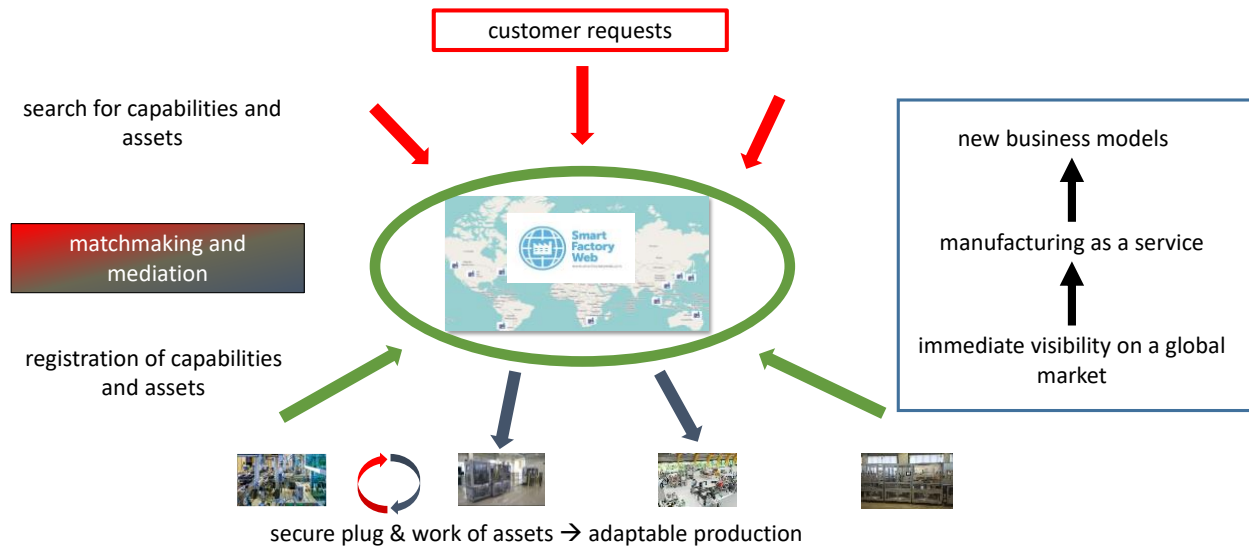 customer requests
search for capabilities and
assets
new business models
matchmaking and
mediation
Smart
Factory
Web
manufacturing as a service
registration of capabilities
and assets
immediate visibility on a global
market
secure plug & work of assets → adaptable production